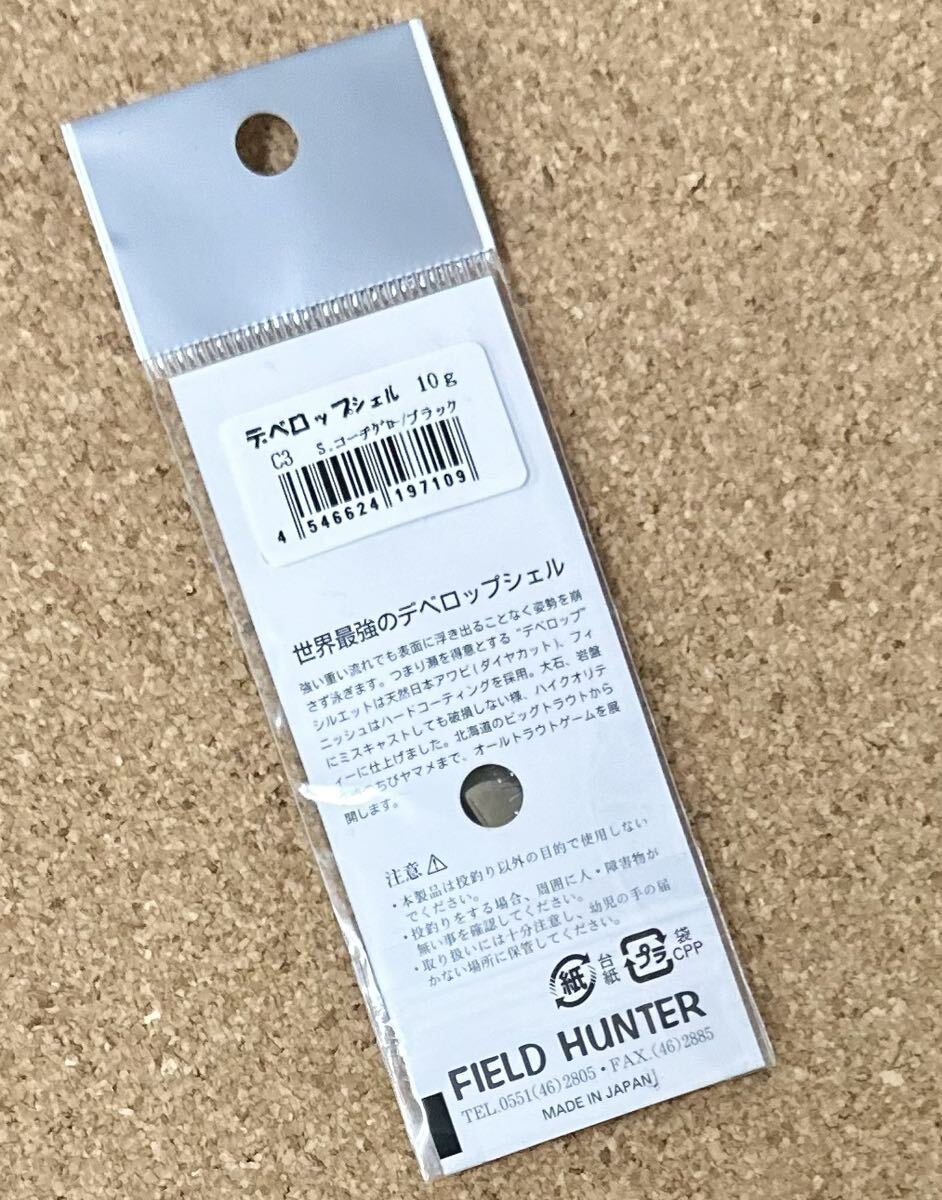 デベロップシェル 10g
C3 S.コーチグロー/ブラック
4 546624 197109
世界最強のデベロップシェル
強い重い流れでも表面に浮き出ることなく姿勢を崩
さず泳ぎます。つまり瀬を得意とする“デベロップ”
シルエットは天然日本アワビ(ダイヤカット)、フィ
ニッシュはハードコーティングを採用。大石、岩盤
にミスキャストしても破損しない様、ハイクオリテ
ィーに仕上げました。北海道のビッグトラウトから
ちびヤマメまで、オールトラウトゲームを展
開します。
注意⚠
・本製品は投釣り以外の目的で使用しない
でください。
・投釣りをする場合、周囲に人・障害物が
無い事を確認してください。
・取り扱いには十分注意し、幼児の手の届
かない場所に保管してください。
紙 台紙 プラ 袋 CPP
FIELD HUNTER
TEL.0551(46)2805・FAX.(46)2885
MADE IN JAPAN」